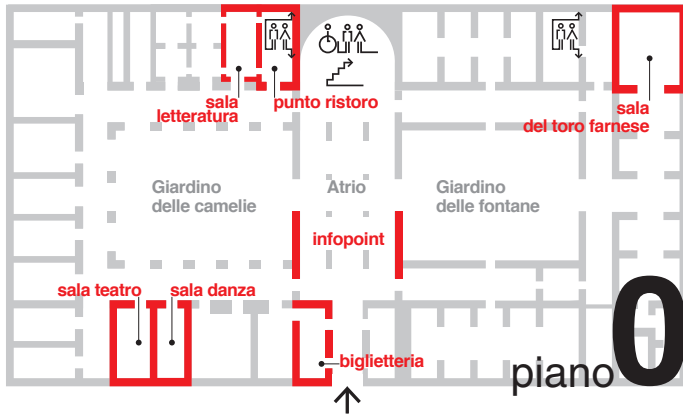 sala
letteratura
punto ristoro
sala
del toro farnese
Giardino
delle camelie
Atrio
Giardino
delle fontane
infopoint
sala teatro
sala danza
biglietteria
piano 0